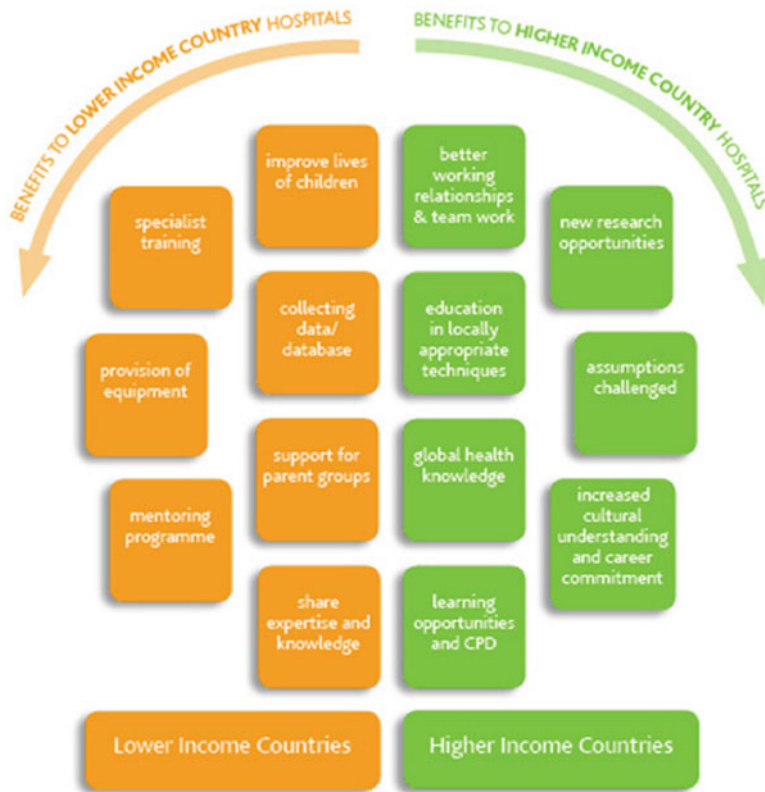 BENEFITS TO LOWER INCOME COUNTRY HOSPITALS
BENEFITS TO HIGHER INCOME COUNTRY HOSPITALS
improve lives
of children
specialist
training
collecting
data/
database
provision of
equipment
support for
parent groups
mentoring
programme
share
expertise and
knowledge
better
working
relationships
& team work
new research
opportunities
education
in locally
appropriate
techniques
assumptions
challenged
global health
knowledge
increased
cultural
understanding
and career
commitment
learning
opportunities
and CPD
Lower Income Countries
Higher Income Countries